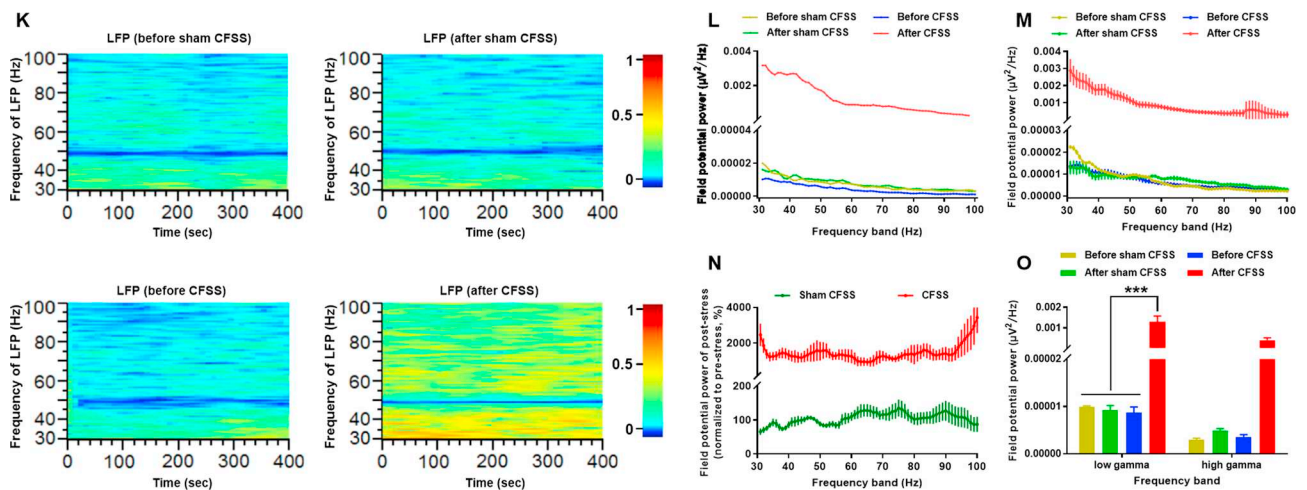 K
LFP (before sham CFSS)
Frequency of LFP (Hz)
100
80
60
50
40
30
0 100 200 300 400
Time (sec)
LFP (after sham CFSS)
Frequency of LFP (Hz)
100
80
60
50
40
30
0 100 200 300 400
Time (sec)
1
0.5
0
LFP (before CFSS)
Frequency of LFP (Hz)
100
80
60
50
40
30
0 100 200 300 400
Time (sec)
LFP (after CFSS)
Frequency of LFP (Hz)
100
80
60
50
40
30
0 100 200 300 400
Time (sec)
1
0.5
0
L
Before sham CFSS Before CFSS
After sham CFSS After CFSS
Field potential power (µV²/Hz)
0.004
0.002
0.00004
0.00002
0.00000
30 40 50 60 70 80 90 100
Frequency band (Hz)
M
Before sham CFSS Before CFSS
After sham CFSS After CFSS
Field potential power (µV²/Hz)
0.004
0.003
0.002
0.001
0.00003
0.00002
0.00001
0.00000
30 40 50 60 70 80 90 100
Frequency band (Hz)
N
Sham CFSS CFSS
Field potential power of post-stress
(normalized to pre-stress, %)
4000
2000
200
100
0
30 40 50 60 70 80 90 100
Frequency band (Hz)
O
Before sham CFSS Before CFSS
After sham CFSS After CFSS
Field potential power (µV²/Hz)
0.002
0.001
0.00002
0.00001
0.00000
***
low gamma high gamma
Frequency band